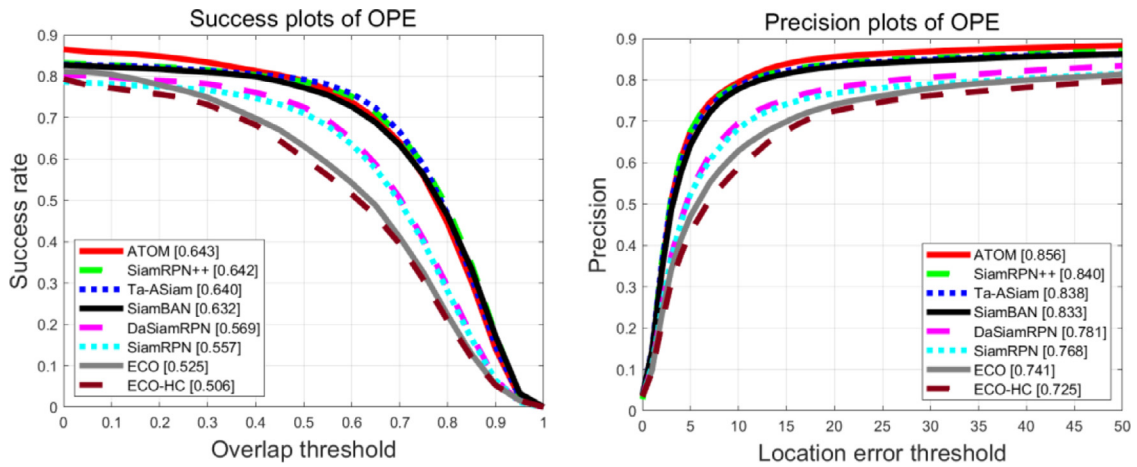 Success plots of OPE
0.9
0.8
0.7
0.6
0.5
0.4
0.3
0.2
0.1
0
Success rate
ATOM [0.643]
SiamRPN++ [0.642]
Ta-ASiam [0.640]
SiamBAN [0.632]
DaSiamRPN [0.569]
SiamRPN [0.557]
ECO [0.525]
ECO-HC [0.506]
0 0.1 0.2 0.3 0.4 0.5 0.6 0.7 0.8 0.9 1
Overlap threshold
Precision plots of OPE
0.9
0.8
0.7
0.6
0.5
0.4
0.3
0.2
0.1
0
Precision
ATOM [0.856]
SiamRPN++ [0.840]
Ta-ASiam [0.838]
SiamBAN [0.833]
DaSiamRPN [0.781]
SiamRPN [0.768]
ECO [0.741]
ECO-HC [0.725]
0 5 10 15 20 25 30 35 40 45 50
Location error threshold